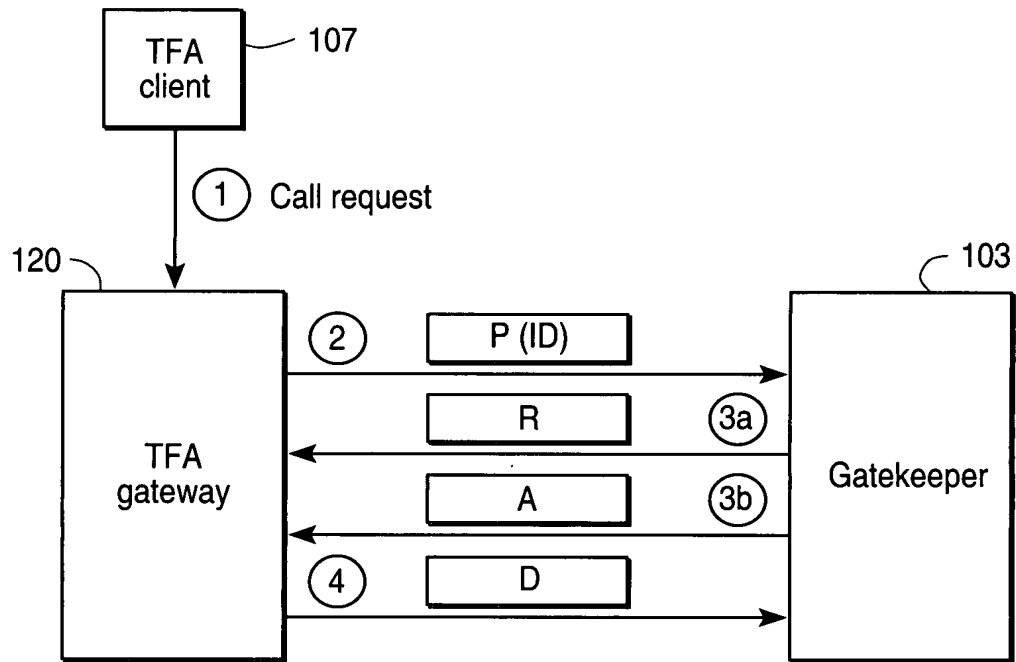 TFA
client
107
1 Call request
120
103
2 P (ID)
R 3a
TFA
gateway
Gatekeeper
A 3b
4 D